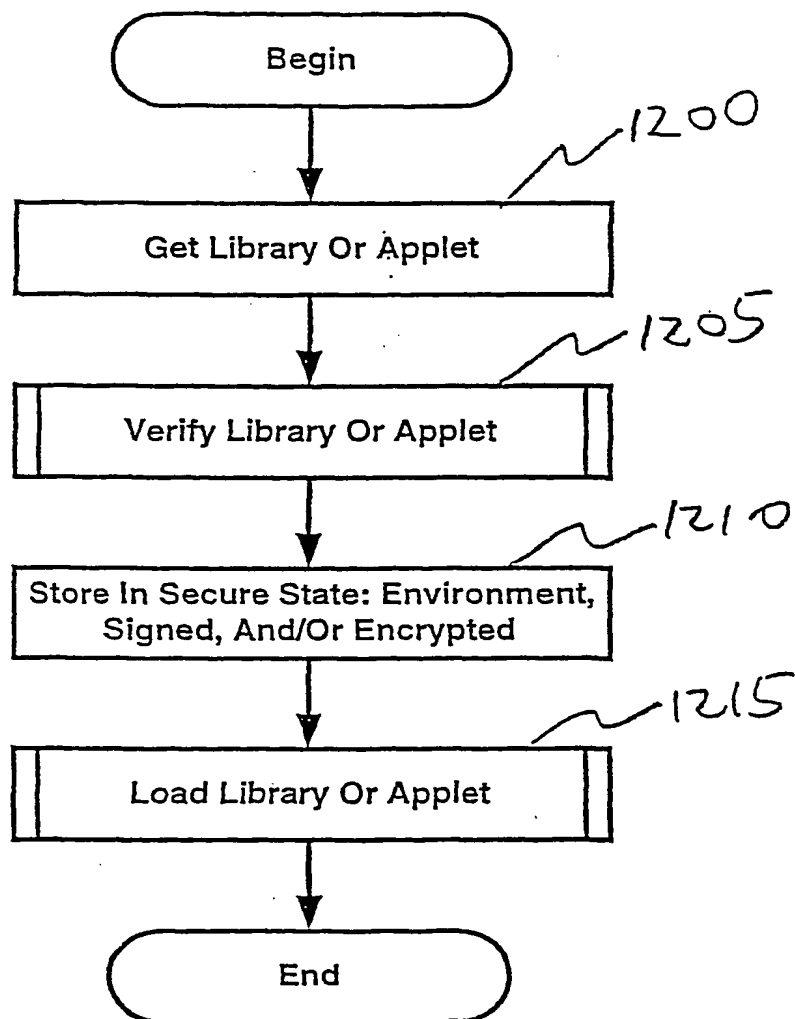 Begin
1200
Get Library Or Applet
1205
Verify Library Or Applet
1210
Store In Secure State: Environment,
Signed, And/Or Encrypted
1215
Load Library Or Applet
End